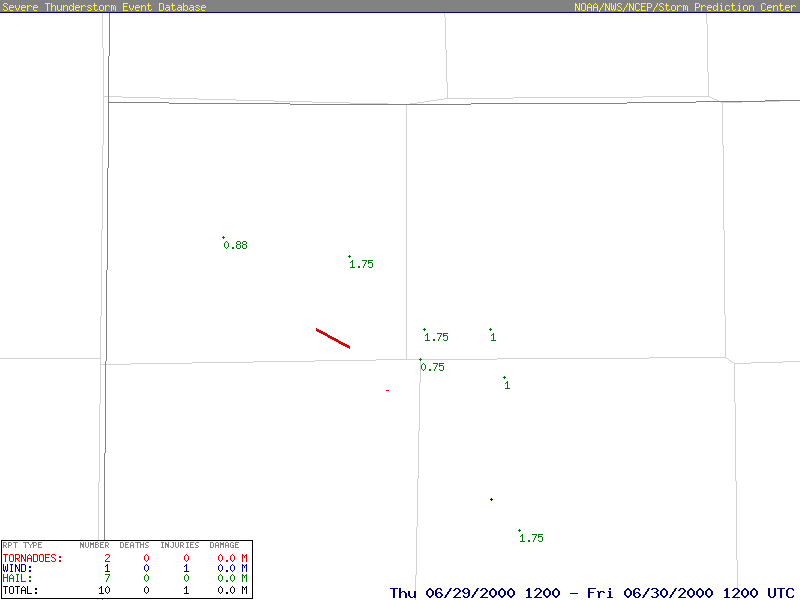 Severe Thunderstorm Event Database NOAA/NWS/NCEP/Storm Prediction Center
0.88
1.75
1.75 1
0.75
1
1.75
RPT TYPE NUMBER DEATHS INJURIES DAMAGE
TORNADOES: 2 0 0 0.0 M
WIND: 1 0 1 0.0 M
HAIL: 7 0 0 0.0 M
TOTAL: 10 0 1 0.0 M
Thu 06/29/2000 1200 - Fri 06/30/2000 1200 UTC